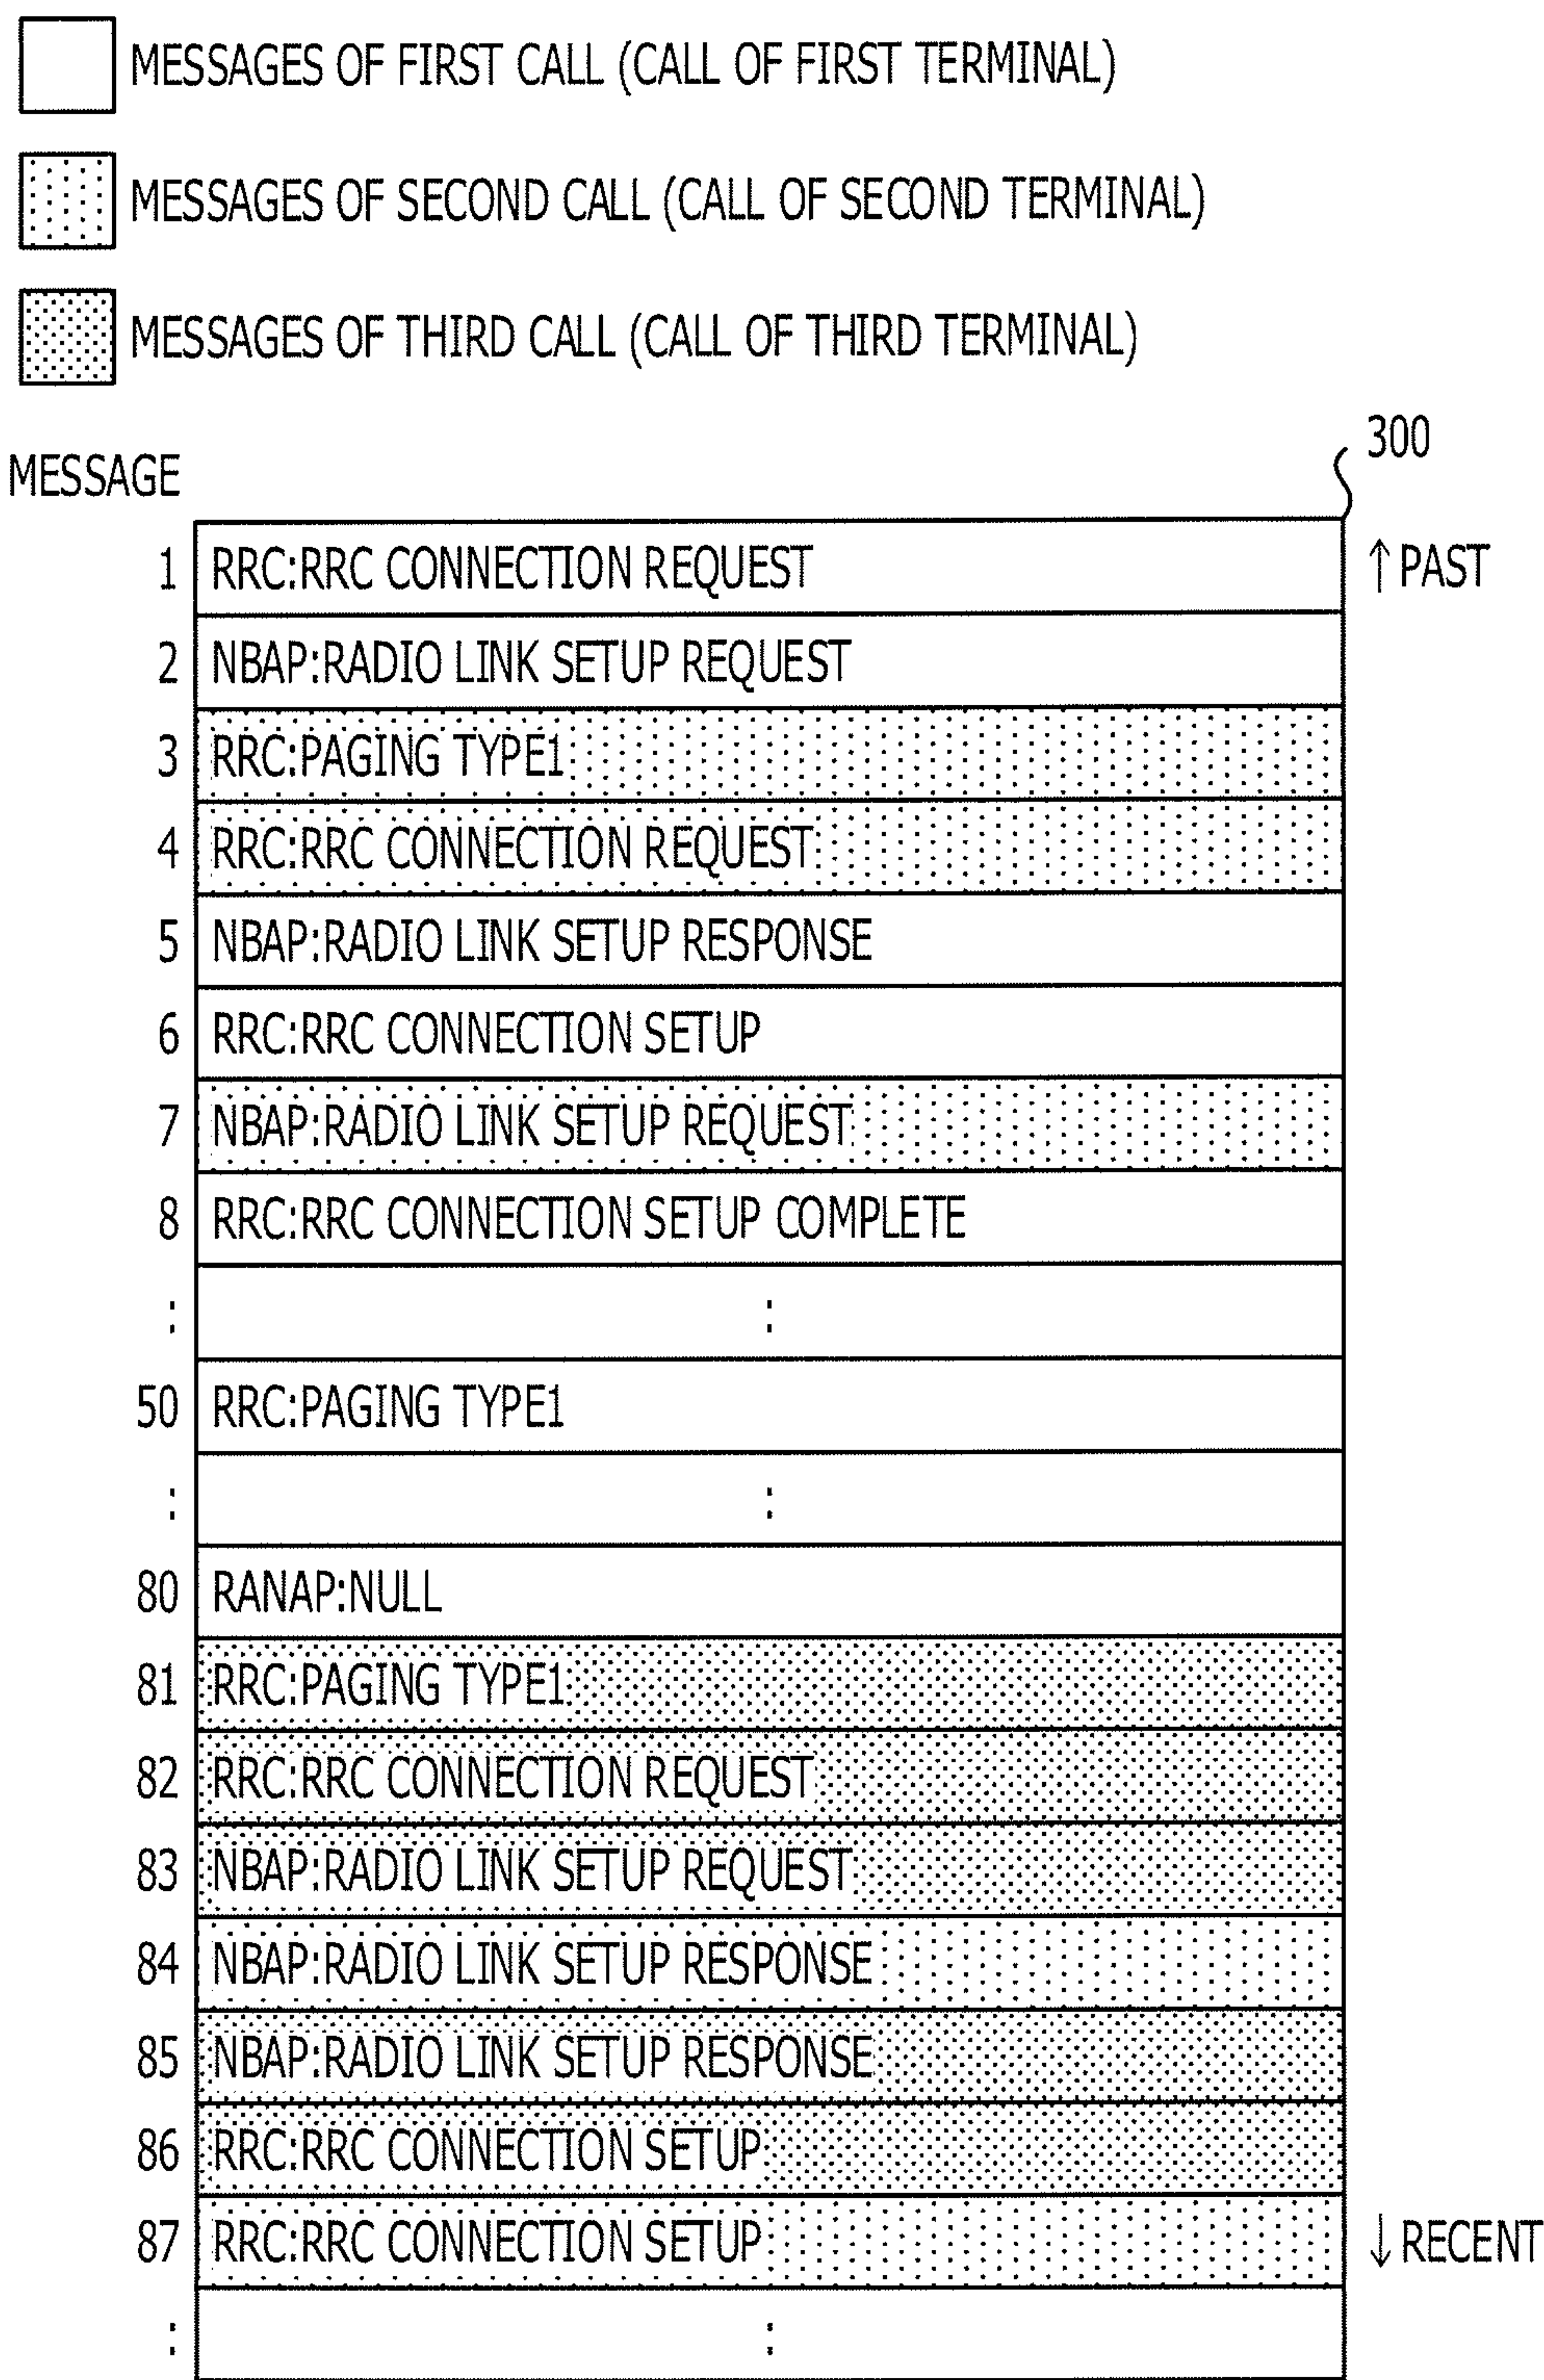 MESSAGES OF FIRST CALL (CALL OF FIRST TERMINAL)
MESSAGES OF SECOND CALL (CALL OF SECOND TERMINAL)
MESSAGES OF THIRD CALL (CALL OF THIRD TERMINAL)
300
MESSAGE
1 RRC:RRC CONNECTION REQUEST ↑PAST
2 NBAP:RADIO LINK SETUP REQUEST
3 RRC:PAGING TYPE1
4 RRC:RRC CONNECTION REQUEST
5 NBAP:RADIO LINK SETUP RESPONSE
6 RRC:RRC CONNECTION SETUP
7 NBAP:RADIO LINK SETUP REQUEST
8 RRC:RRC CONNECTION SETUP COMPLETE
: :
50 RRC:PAGING TYPE1
: :
80 RANAP:NULL
81 RRC:PAGING TYPE1
82 RRC:RRC CONNECTION REQUEST
83 NBAP:RADIO LINK SETUP REQUEST
84 NBAP:RADIO LINK SETUP RESPONSE
85 NBAP:RADIO LINK SETUP RESPONSE
86 RRC:RRC CONNECTION SETUP
87 RRC:RRC CONNECTION SETUP ↓RECENT
: :